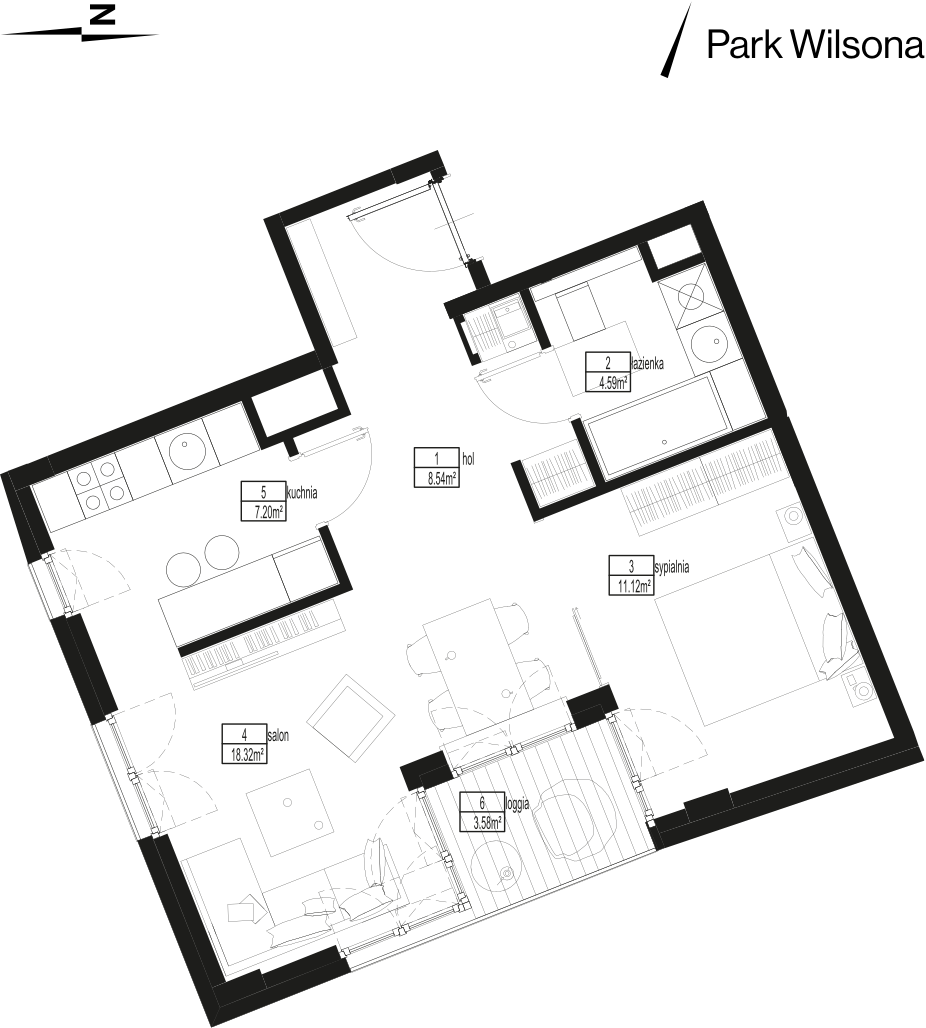 N
Park Wilsona
2 łazienka
4.59m²
1 hol
8.54m²
5 kuchnia
7.20m²
3 sypialnia
11.12m²
4 salon
18.32m²
6 loggia
3.58m²